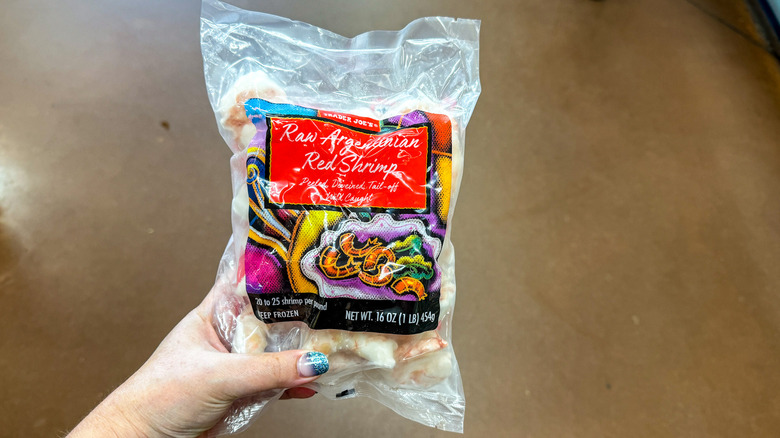 TRADER JOE'S
Raw Argentinian
Red Shrimp
Peeled, Deveined, Tail-off
Wild Caught
20 to 25 shrimp per pound
KEEP FROZEN
NET WT. 16 OZ (1 LB) 454g